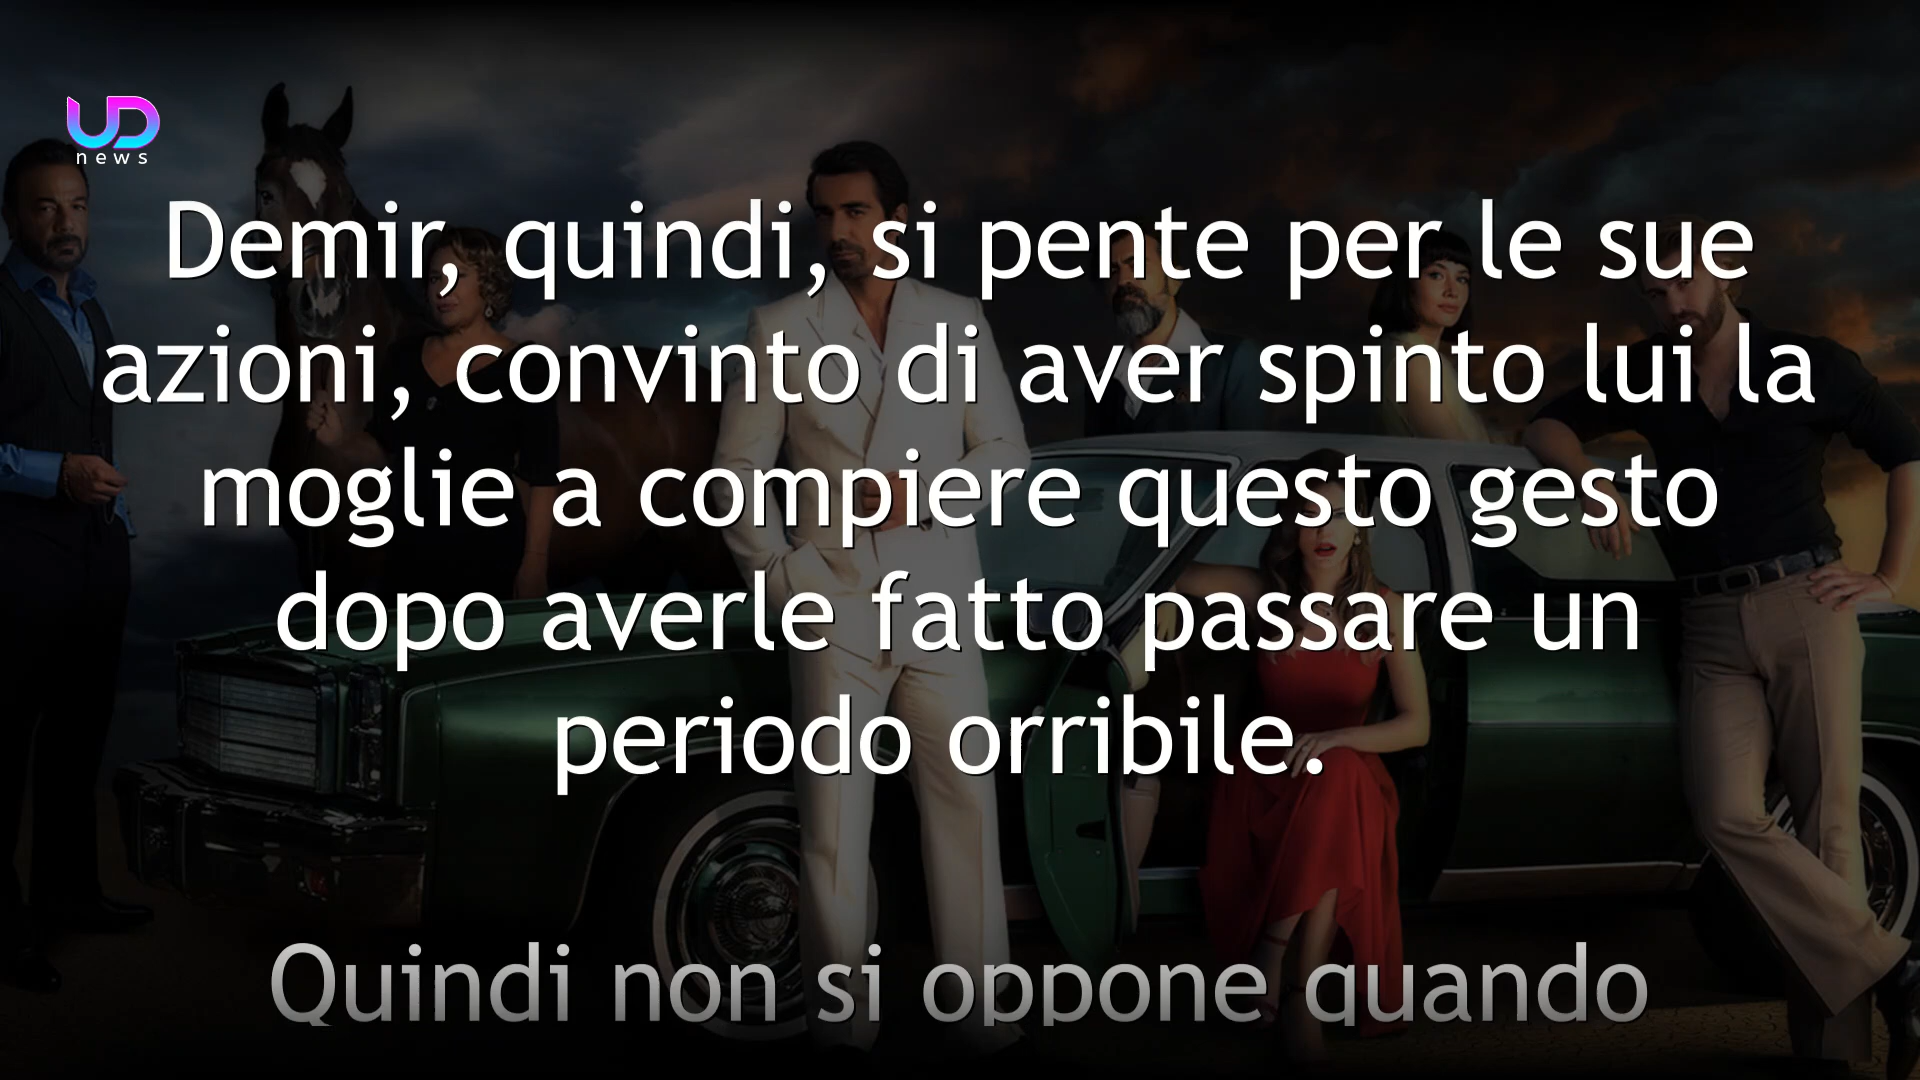 UD
news
Demir, quindi, si pente per le sue
azioni, convinto di aver spinto lui la
moglie a compiere questo gesto
dopo averle fatto passare un
periodo orribile.
Quindi non si oppone quando